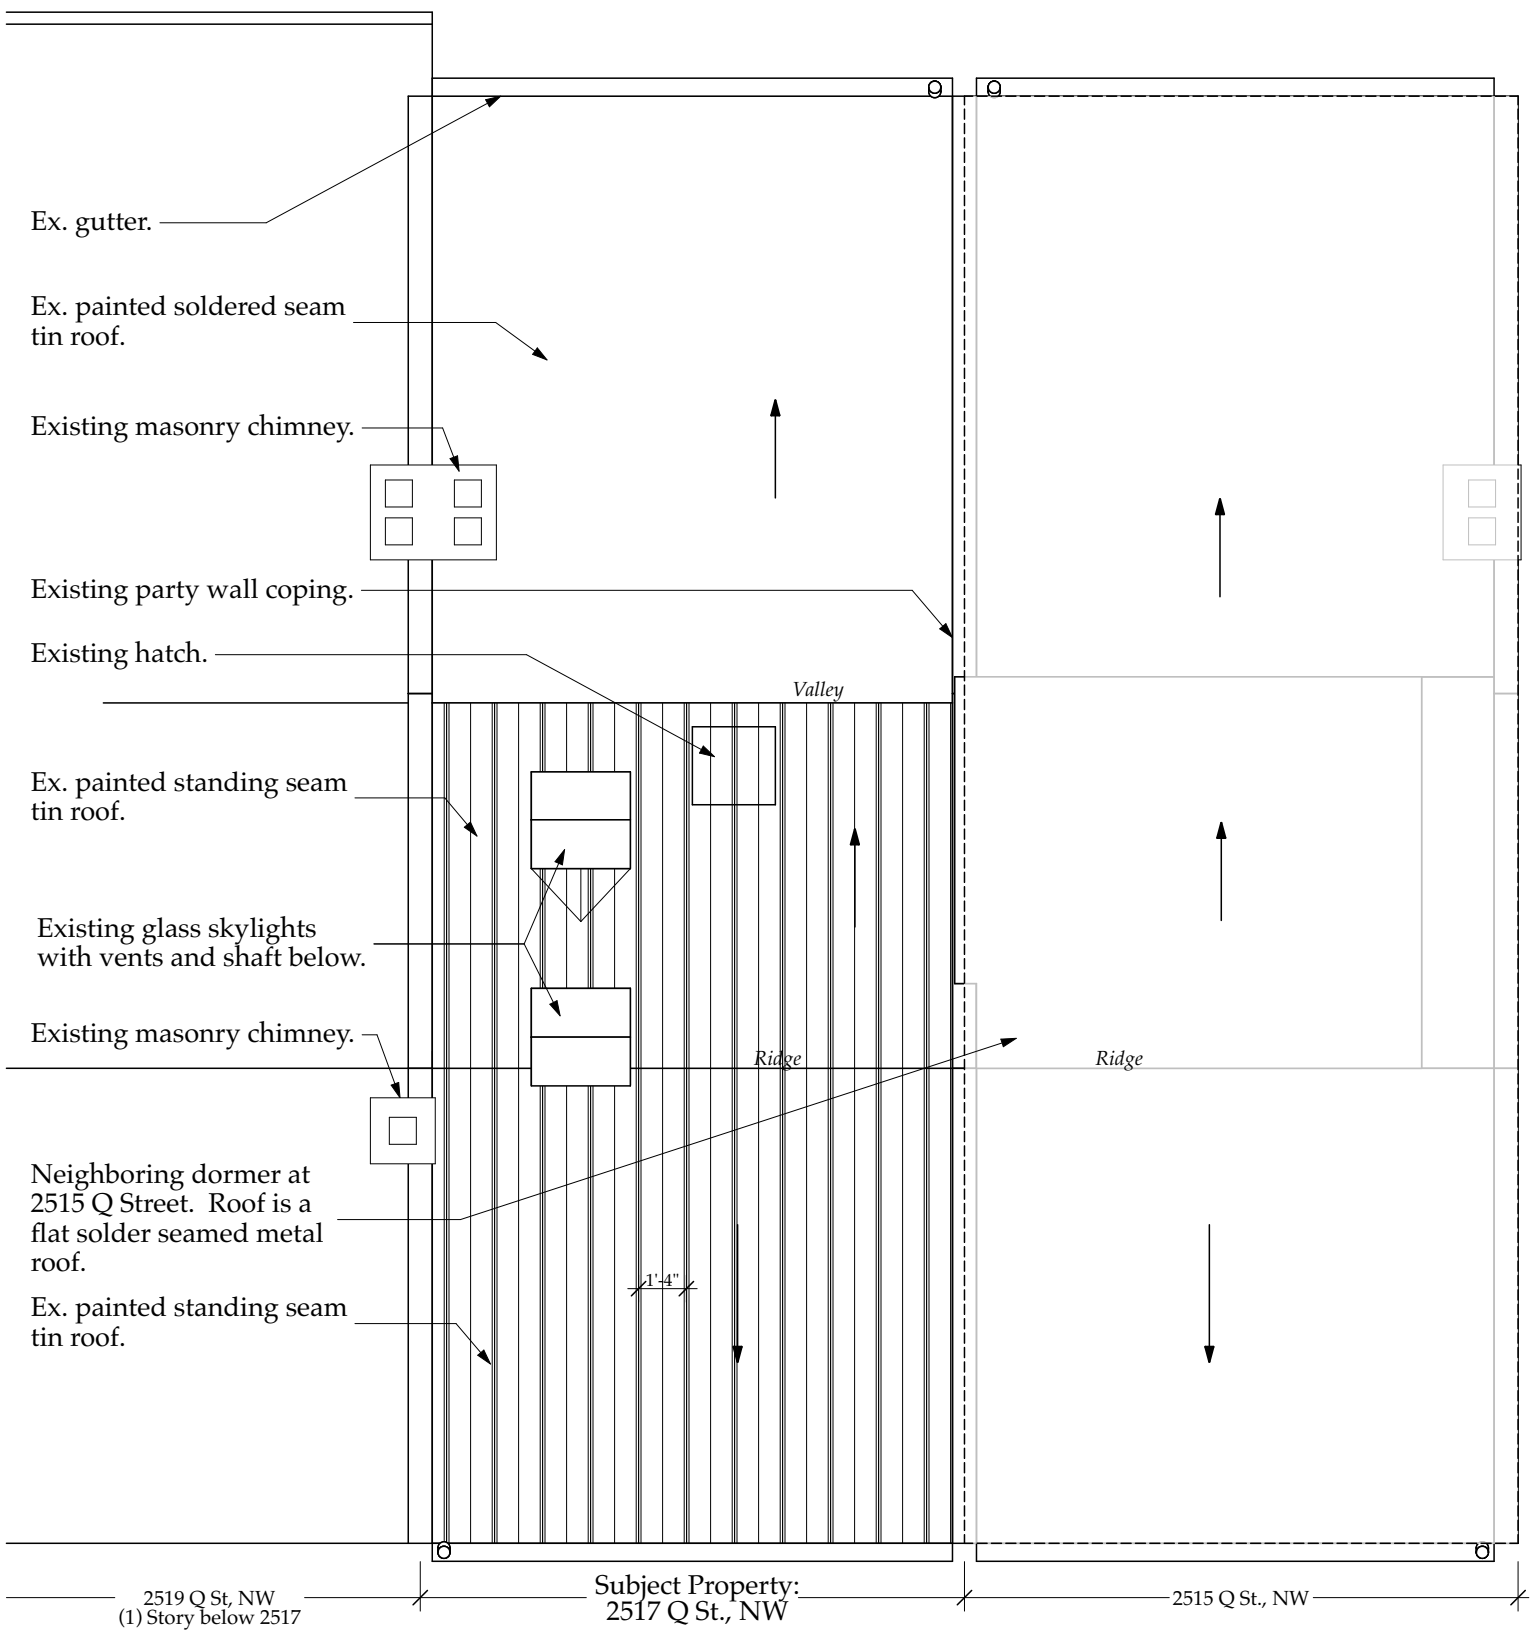 Ex. gutter.
Ex. painted soldered seam
tin roof.
Existing masonry chimney.
Existing party wall coping.
Existing hatch.
Valley
Ex. painted standing seam
tin roof.
Existing glass skylights
with vents and shaft below.
Existing masonry chimney.
Ridge
Ridge
Neighboring dormer at
2515 Q Street. Roof is a
flat solder seamed metal
roof.
1'-4"
Ex. painted standing seam
tin roof.
2519 Q St, NW
(1) Story below 2517
Subject Property:
2517 Q St., NW
2515 Q St., NW